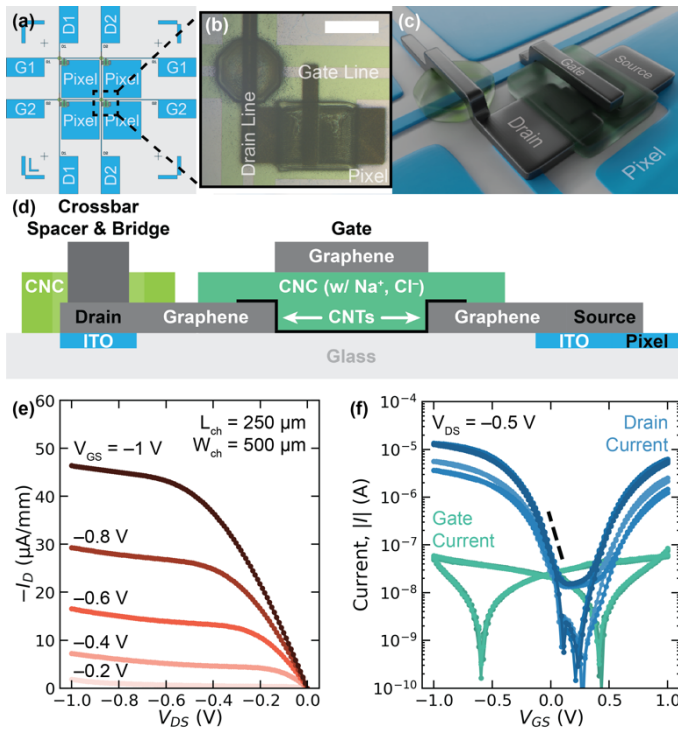 (a)
D1
D2
G1
Pixel
Pixel
G1
G2
Pixel
Pixel
G2
D1
D2
(b)
Gate Line
Drain Line
Pixel
(c)
Gate
Source
Drain
Pixel
(d)
Crossbar
Spacer & Bridge
Gate
Graphene
CNC
CNC (w/ Na⁺, Cl⁻)
Drain
Graphene
CNTs
Graphene
Source
ITO
ITO
Pixel
Glass
(e)
L_ch = 250 µm
W_ch = 500 µm
V_GS = −1 V
−0.8 V
−0.6 V
−0.4 V
−0.2 V
60
50
40
30
20
10
0
−I_D (µA/mm)
−1.0 −0.8 −0.6 −0.4 −0.2 0.0
V_DS (V)
(f)
V_DS = −0.5 V
Drain
Current
Gate
Current
10⁻⁴
10⁻⁵
10⁻⁶
10⁻⁷
10⁻⁸
10⁻⁹
10⁻¹⁰
Current, |I| (A)
−1.0 −0.5 0.0 0.5 1.0
V_GS (V)